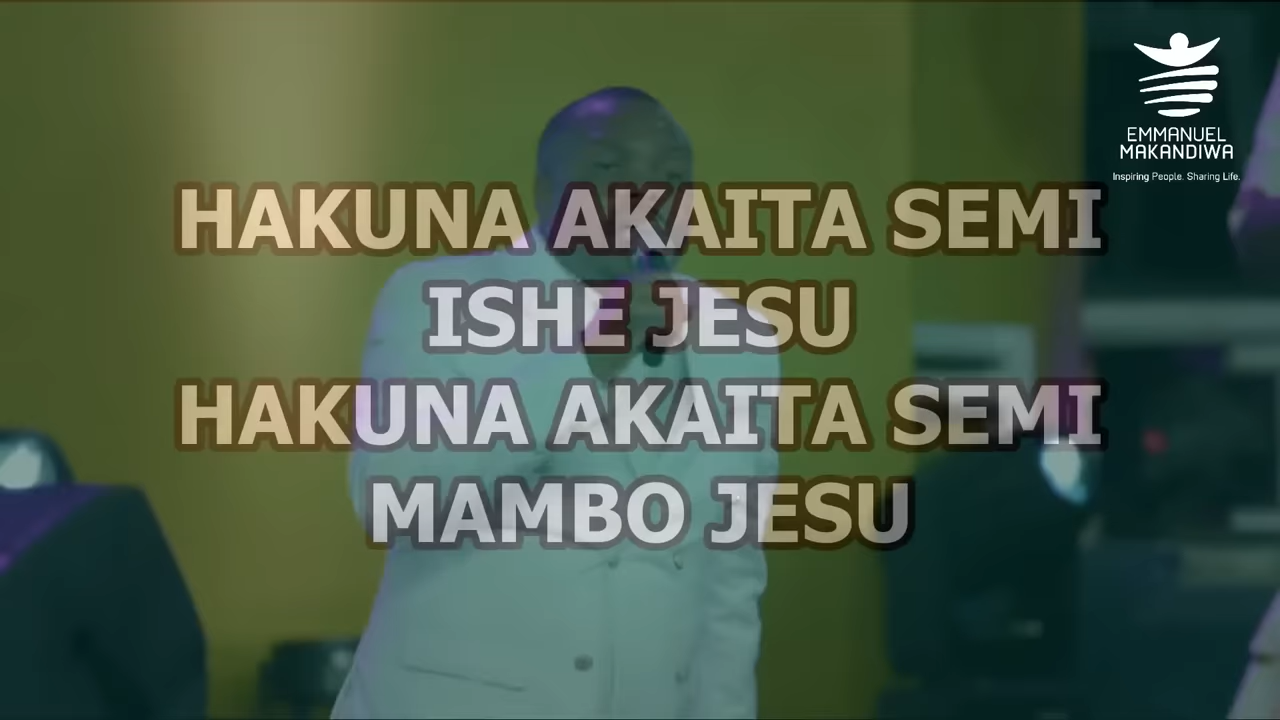 EMMANUEL
MAKANDIWA
Inspiring People. Sharing Life.
HAKUNA AKAITA SEMI
ISHE JESU
HAKUNA AKAITA SEMI
MAMBO JESU